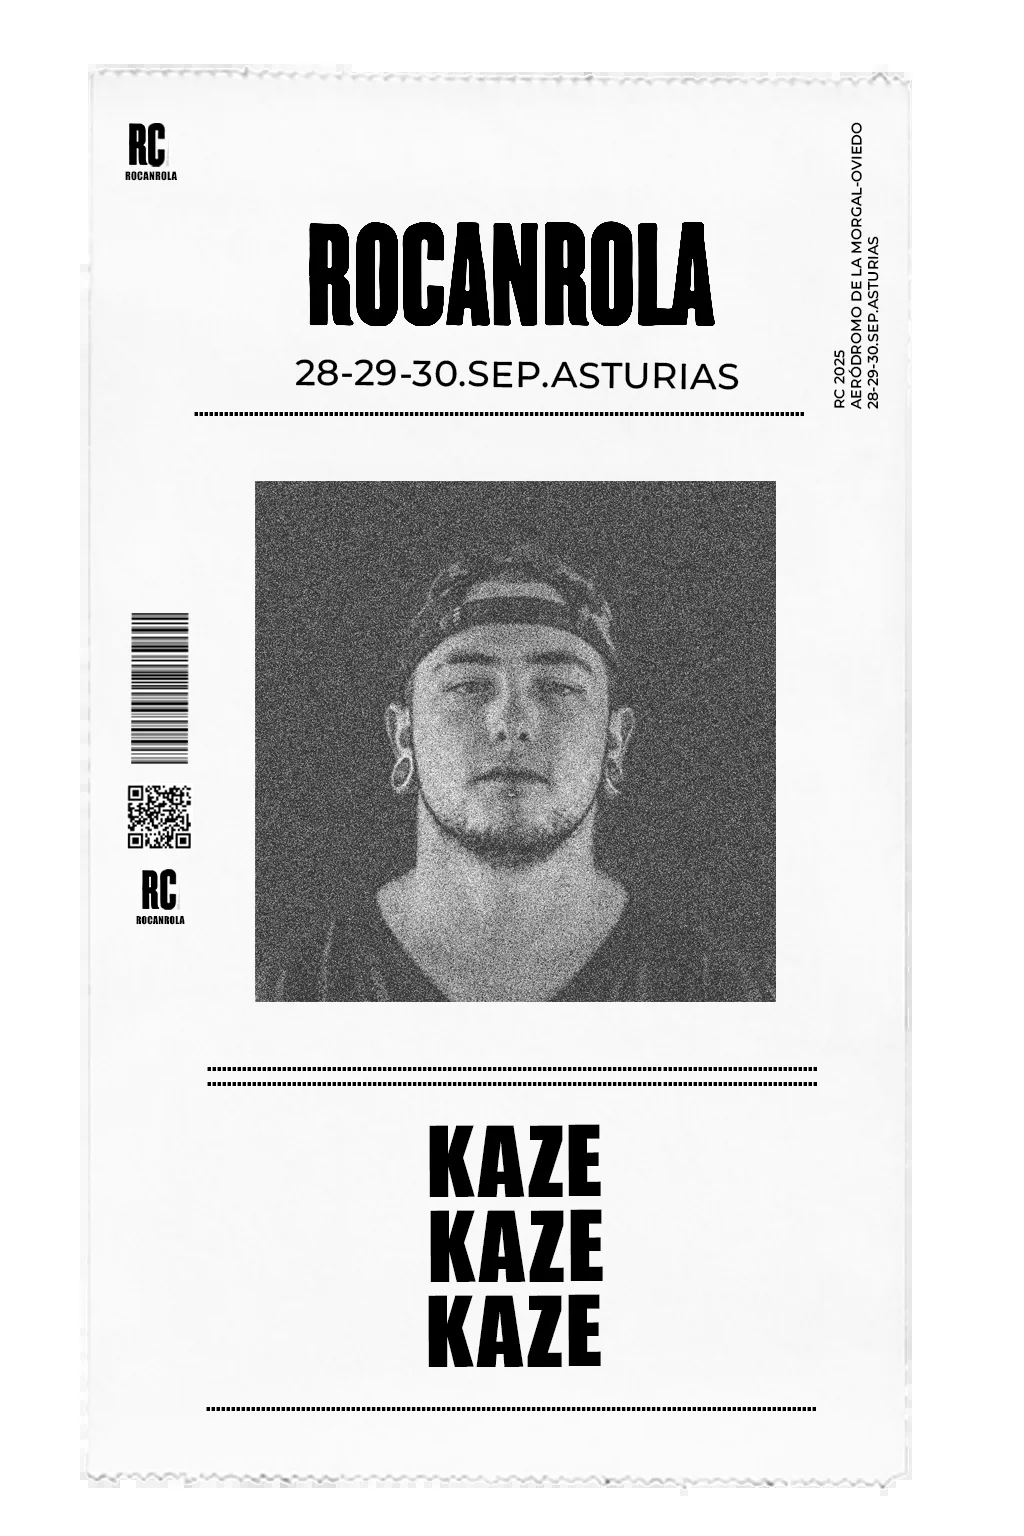 RC
ROCANROLA
ROCANROLA
28-29-30.SEP.ASTURIAS
RC 2025
AERÓDROMO DE LA MORGAL-OVIEDO
28-29-30.SEP.ASTURIAS
RC
ROCANROLA
KAZE
KAZE
KAZE